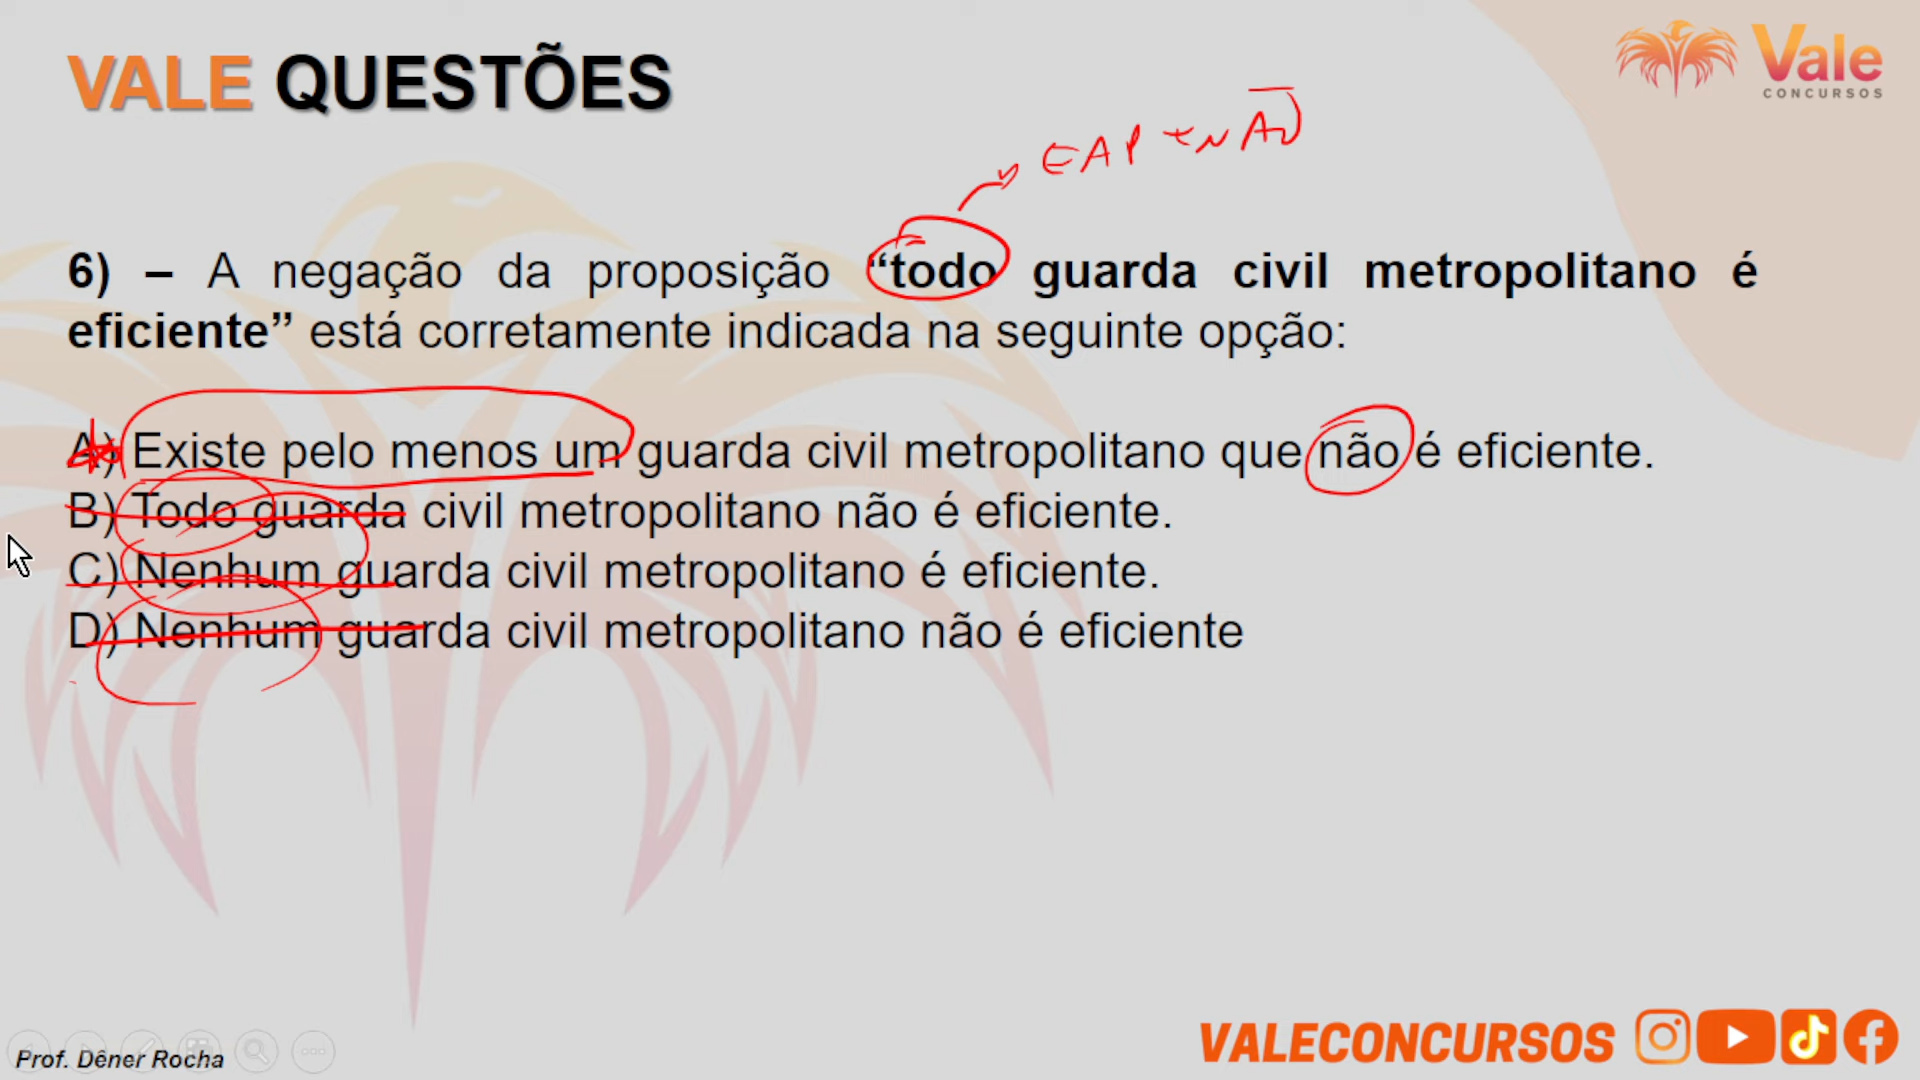 VALE QUESTÕES
Vale
CONCURSOS
EAP + NÃO
6) – A negação da proposição “todo guarda civil metropolitano é
eficiente” está corretamente indicada na seguinte opção:
A) Existe pelo menos um guarda civil metropolitano que não é eficiente.
B) Todo guarda civil metropolitano não é eficiente.
C) Nenhum guarda civil metropolitano é eficiente.
D) Nenhum guarda civil metropolitano não é eficiente
Prof. Dêner Rocha
VALECONCURSOS